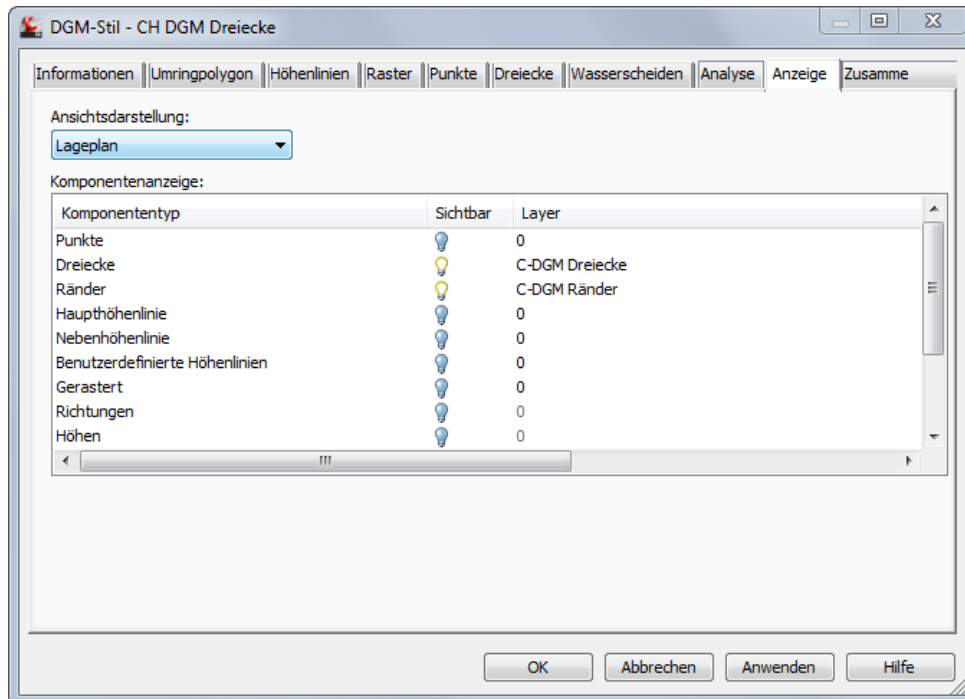 DGM-Stil - CH DGM Dreiecke
Informationen Umringpolygon Höhenlinien Raster Punkte Dreiecke Wasserscheiden Analyse Anzeige Zusamme
Ansichtsdarstellung:
Lageplan
Komponentenanzeige:
Komponententyp Sichtbar Layer
Punkte 0
Dreiecke C-DGM Dreiecke
Ränder C-DGM Ränder
Haupthöhenlinie 0
Nebenhöhenlinie 0
Benutzerdefinierte Höhenlinien 0
Gerastert 0
Richtungen 0
Höhen 0
OK Abbrechen Anwenden Hilfe